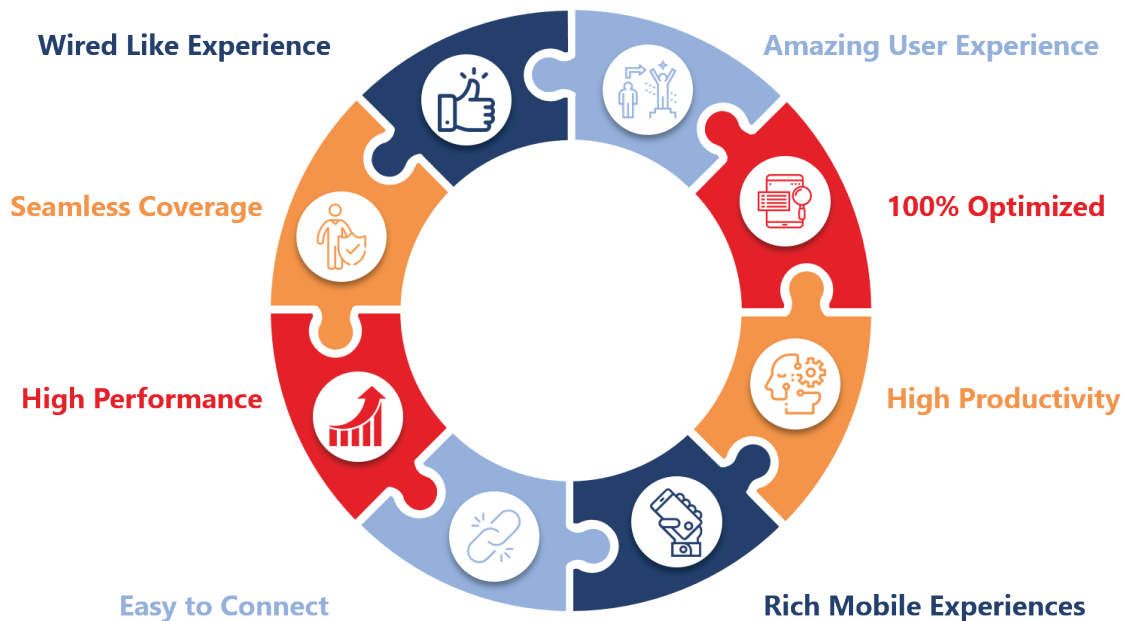 Wired Like Experience
Amazing User Experience
Seamless Coverage
100% Optimized
High Performance
High Productivity
Easy to Connect
Rich Mobile Experiences